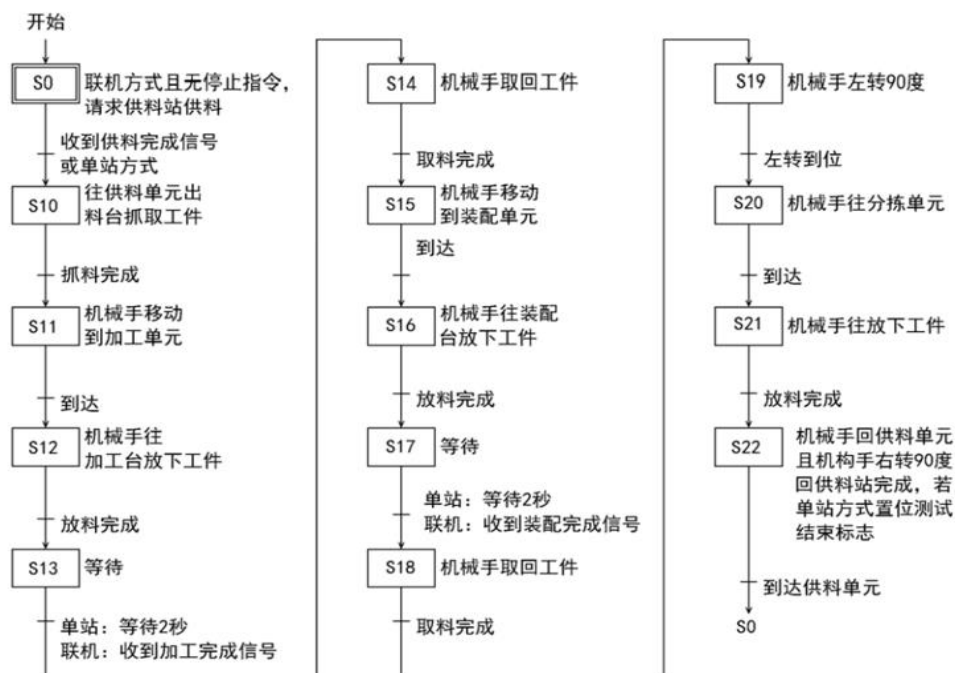 开始
S0
联机方式且无停止指令，
请求供料站供料
收到供料完成信号
或单站方式
S10
往供料单元出
料台抓取工件
抓料完成
S11
机械手移动
到加工单元
到达
S12
机械手往
加工台放下工件
放料完成
S13
等待
单站：等待2秒
联机：收到加工完成信号
S14
机械手取回工件
取料完成
S15
机械手移动
到装配单元
到达
S16
机械手往装配
台放下工件
放料完成
S17
等待
单站：等待2秒
联机：收到装配完成信号
S18
机械手取回工件
取料完成
S19
机械手左转90度
左转到位
S20
机械手往分拣单元
到达
S21
机械手往放下工件
放料完成
S22
机械手回供料单元
且机构手右转90度
回供料站完成，若
单站方式置位测试
结束标志
到达供料单元
S0